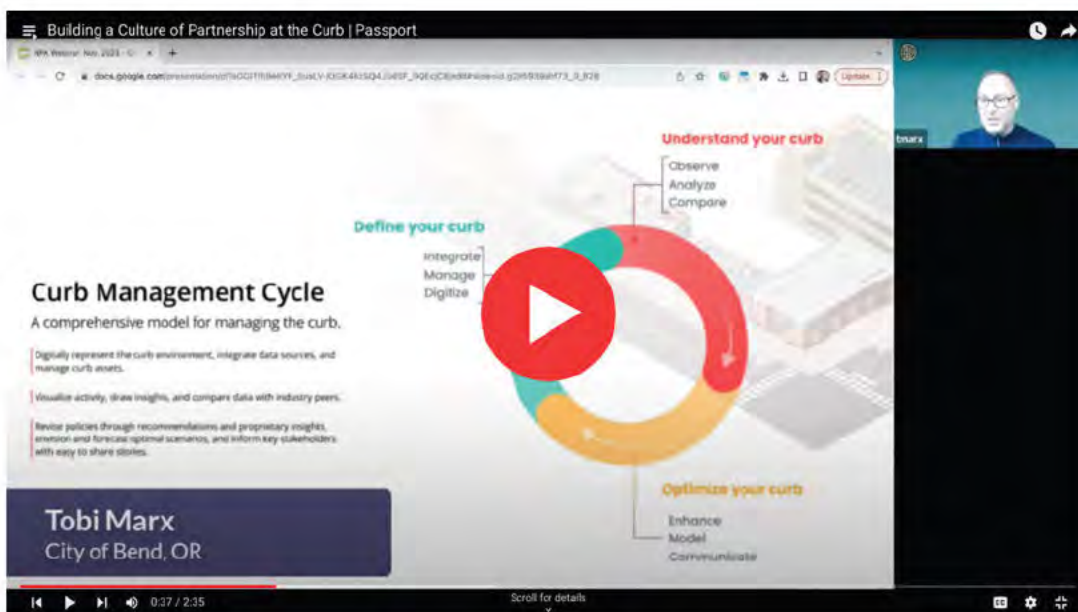 Building a Culture of Partnership at the Curb | Passport
Update
tmarx
Understand your curb
Observe
Analyze
Compare
Define your curb
Integrate
Manage
Digitize
Curb Management Cycle
A comprehensive model for managing the curb.
Digitally represent the curb environment, integrate data sources, and
manage curb assets.
Visualize activity, draw insights, and compare data with industry peers.
Revise policies through recommendations and proprietary insights,
envision and forecast optimal scenarios, and inform key stakeholders
with easy to share stories.
Optimize your curb
Enhance
Model
Communicate
Tobi Marx
City of Bend, OR
0:37 / 2:35
Scroll for details
CC